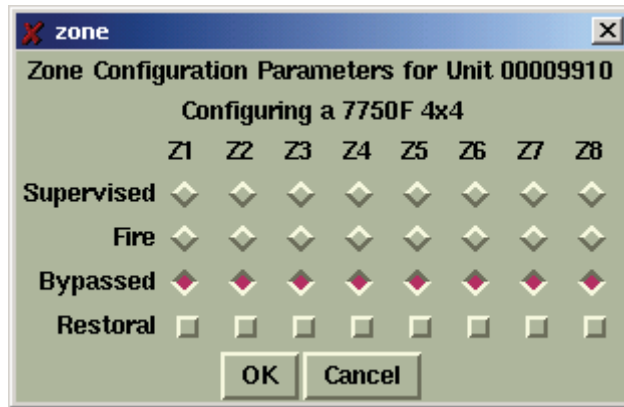 zone
Zone Configuration Parameters for Unit 00009910
Configuring a 7750F 4x4
Z1 Z2 Z3 Z4 Z5 Z6 Z7 Z8
Supervised
Fire
Bypassed
Restoral
OK Cancel